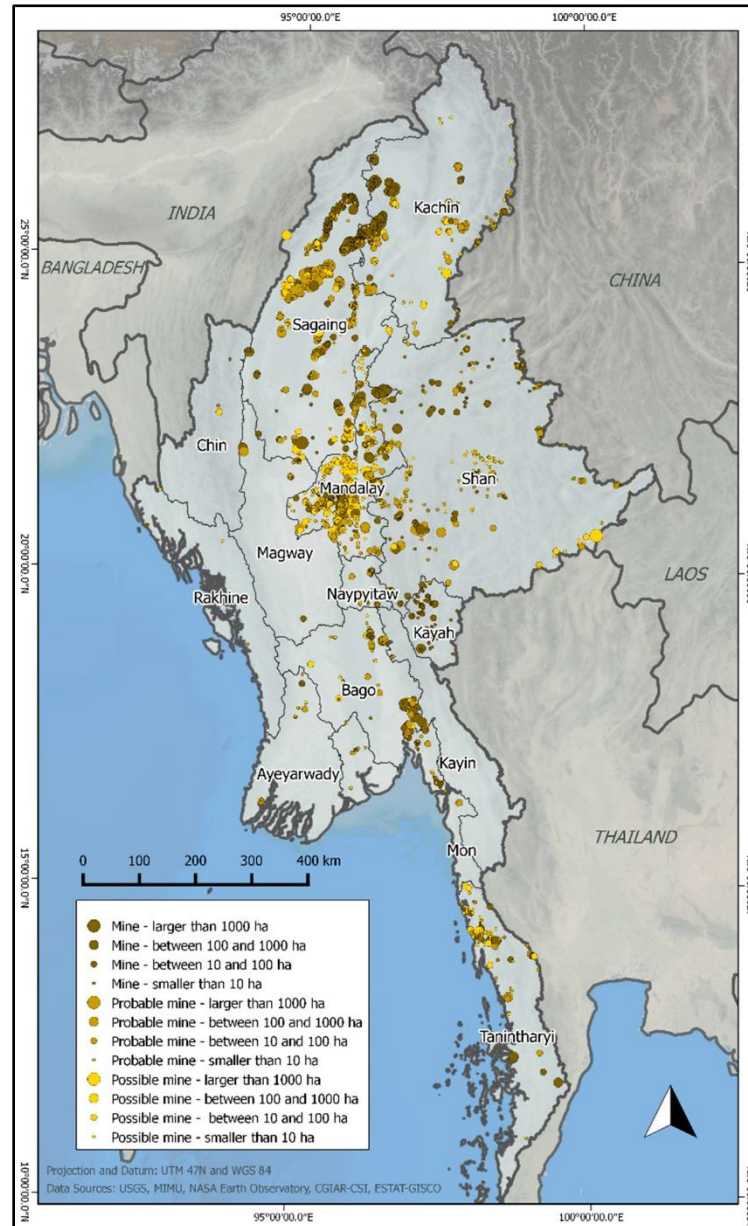 95°00'00.0"E
100°00'00.0"E
INDIA
Kachin
25°00'00.0"N
BANGLADESH
CHINA
Sagaing
Chin
Shan
Mandalay
Magway
20°00'00.0"N
LAOS
Rakhine
Naypyitaw
Kayah
Bago
Ayeyarwady
Kayin
THAILAND
Mon
15°00'00.0"N
0 100 200 300 400 km
Mine - larger than 1000 ha
Mine - between 100 and 1000 ha
Mine - between 10 and 100 ha
Mine - smaller than 10 ha
Probable mine - larger than 1000 ha
Probable mine - between 100 and 1000 ha
Probable mine - between 10 and 100 ha
Probable mine - smaller than 10 ha
Possible mine - larger than 1000 ha
Possible mine - between 100 and 1000 ha
Possible mine - between 10 and 100 ha
Possible mine - smaller than 10 ha
Tanintharyi
Projection and Datum: UTM 47N and WGS 84
Data Sources: USGS, MIMU, NASA Earth Observatory, CGIAR-CSI, ESTAT-GISCO
10°00'00.0"N
95°00'00.0"E
100°00'00.0"E